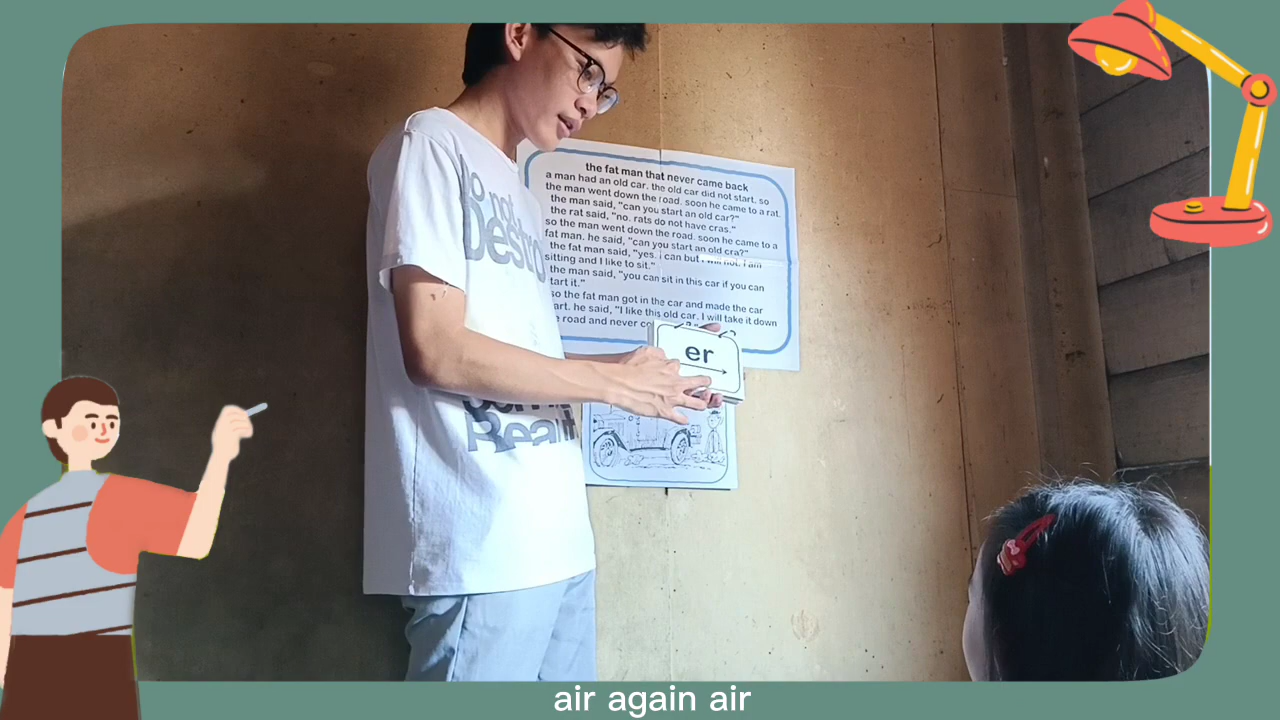 the fat man that never came back
a man had an old car. the old car did not start. so
the man went down the road. soon he came to a rat.
the man said, "can you start an old car?"
the rat said, "no. rats do not have cras."
so the man went down the road. soon he came to a
fat man. he said, "can you start an old cra?"
the fat man said, "yes. i can but I will not. I am
sitting and I like to sit."
the man said, "you can sit in this car if you can
tart it."
so the fat man got in the car and made the car
art. he said, "I like this old car. I will take it down
road and never
er
Do not
Destro
Real
air again air